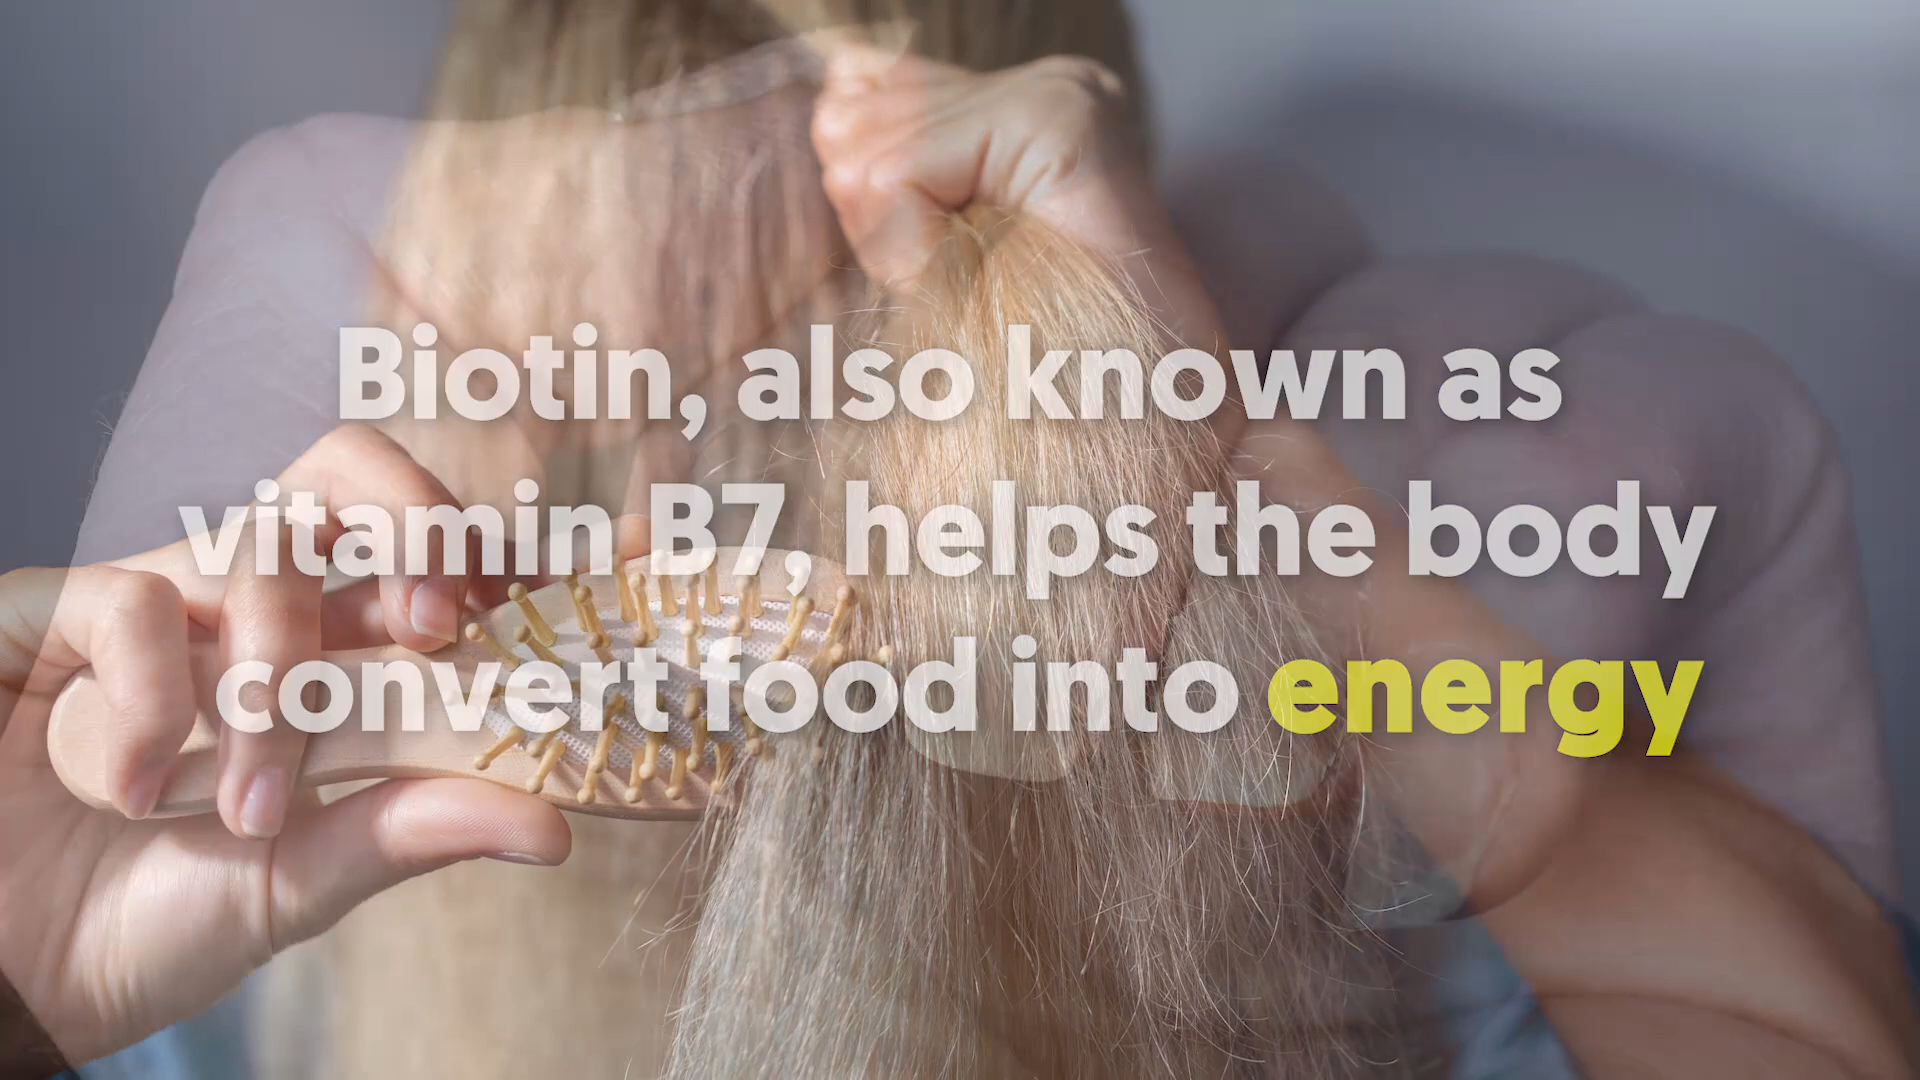 Biotin, also known as
vitamin B7, helps the body
convert food into energy